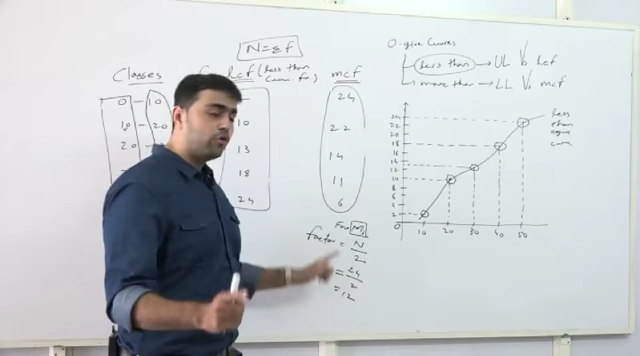 N=Σf
Classes
lcf (less than
cum fr)
mcf
0 - 10
10 - 20
20 -
10
13
18
24
24
22
14
11
6
For M
factor = N
2
= 24
2
= 12
O-give Curves
less than → UL Vs lcf
more than → LL Vs mcf
24
22
20
18
16
14
12
10
8
6
4
2
0
10 20 30 40 50
less
than
ogive
curve